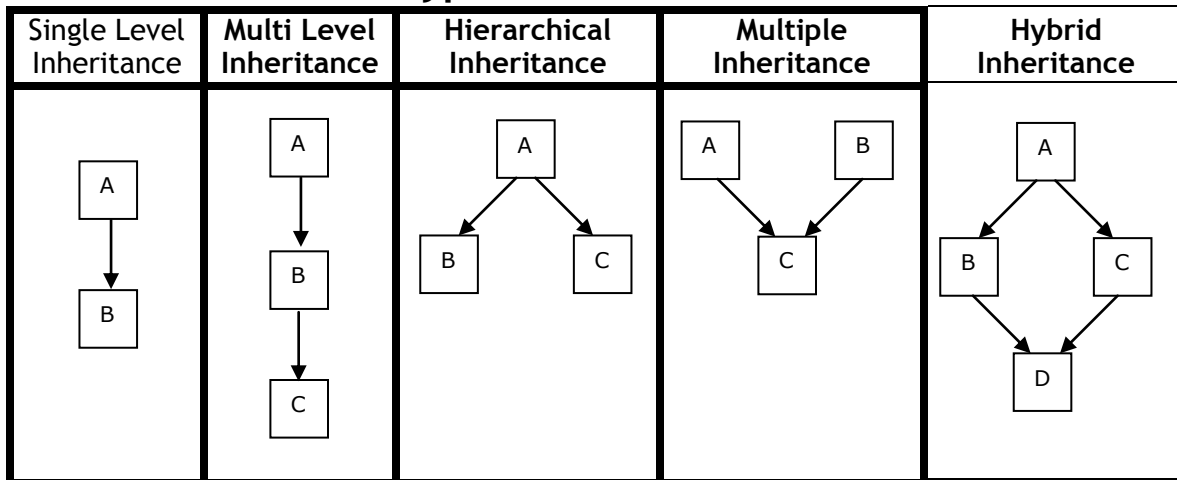 Single Level
Inheritance
Multi Level
Inheritance
Hierarchical
Inheritance
Multiple
Inheritance
Hybrid
Inheritance
A
B
A
B
C
A
B
C
A
B
C
A
B
C
D